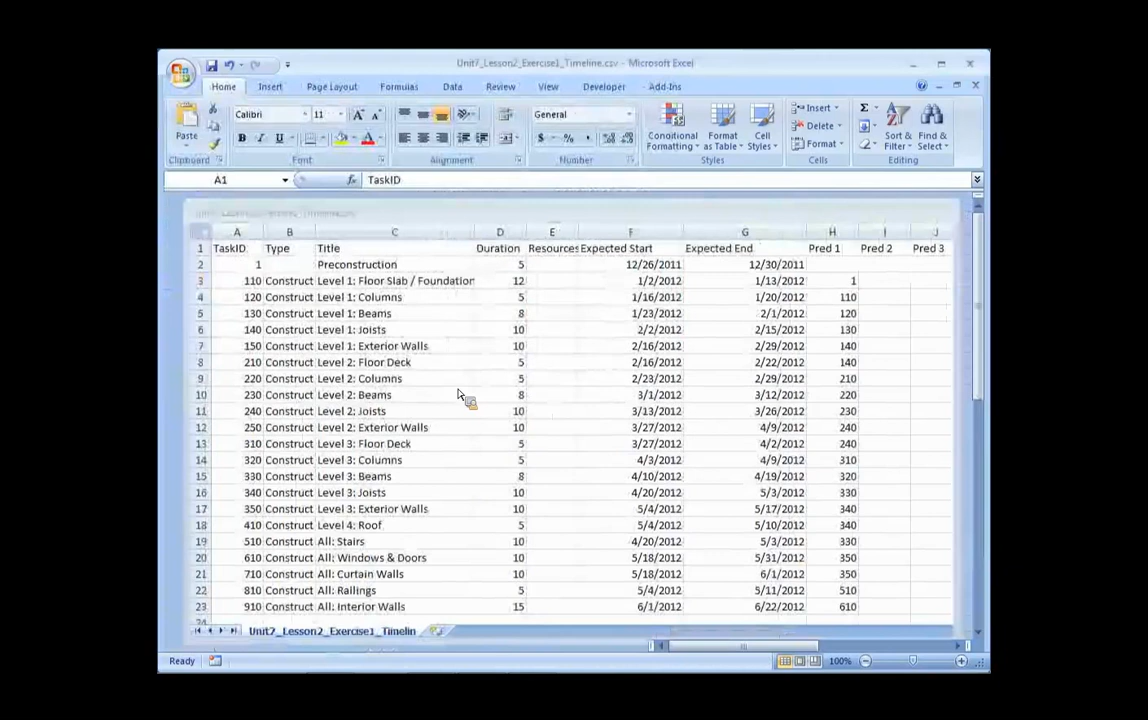 Unit7_Lesson2_Exercise1_Timeline.csv - Microsoft Excel
Home Insert Page Layout Formulas Data Review View Developer Add-Ins
Calibri 11 General Insert Σ
Paste Conditional Formatting Format as Table Cell Styles Delete Sort & Filter Find & Select
B I U $ % , Format
Clipboard Font Alignment Number Styles Cells Editing
A1 fx TaskID
A B C D E F G H I J
1 TaskID Type Title Duration Resources Expected Start Expected End Pred 1 Pred 2 Pred 3
2 1 Preconstruction 5 12/26/2011 12/30/2011
3 110 Construct Level 1: Floor Slab / Foundation 12 1/2/2012 1/13/2012 1
4 120 Construct Level 1: Columns 5 1/16/2012 1/20/2012 110
5 130 Construct Level 1: Beams 8 1/23/2012 2/1/2012 120
6 140 Construct Level 1: Joists 10 2/2/2012 2/15/2012 130
7 150 Construct Level 1: Exterior Walls 10 2/16/2012 2/29/2012 140
8 210 Construct Level 2: Floor Deck 5 2/16/2012 2/22/2012 140
9 220 Construct Level 2: Columns 5 2/23/2012 2/29/2012 210
10 230 Construct Level 2: Beams 8 3/1/2012 3/12/2012 220
11 240 Construct Level 2: Joists 10 3/13/2012 3/26/2012 230
12 250 Construct Level 2: Exterior Walls 10 3/27/2012 4/9/2012 240
13 310 Construct Level 3: Floor Deck 5 3/27/2012 4/2/2012 240
14 320 Construct Level 3: Columns 5 4/3/2012 4/9/2012 310
15 330 Construct Level 3: Beams 8 4/10/2012 4/19/2012 320
16 340 Construct Level 3: Joists 10 4/20/2012 5/3/2012 330
17 350 Construct Level 3: Exterior Walls 10 5/4/2012 5/17/2012 340
18 410 Construct Level 4: Roof 5 5/4/2012 5/10/2012 340
19 510 Construct All: Stairs 10 4/20/2012 5/3/2012 330
20 610 Construct All: Windows & Doors 10 5/18/2012 5/31/2012 350
21 710 Construct All: Curtain Walls 10 5/18/2012 6/1/2012 350
22 810 Construct All: Railings 5 5/4/2012 5/11/2012 510
23 910 Construct All: Interior Walls 15 6/1/2012 6/22/2012 610
Unit7_Lesson2_Exercise1_Timelin
Ready 100%